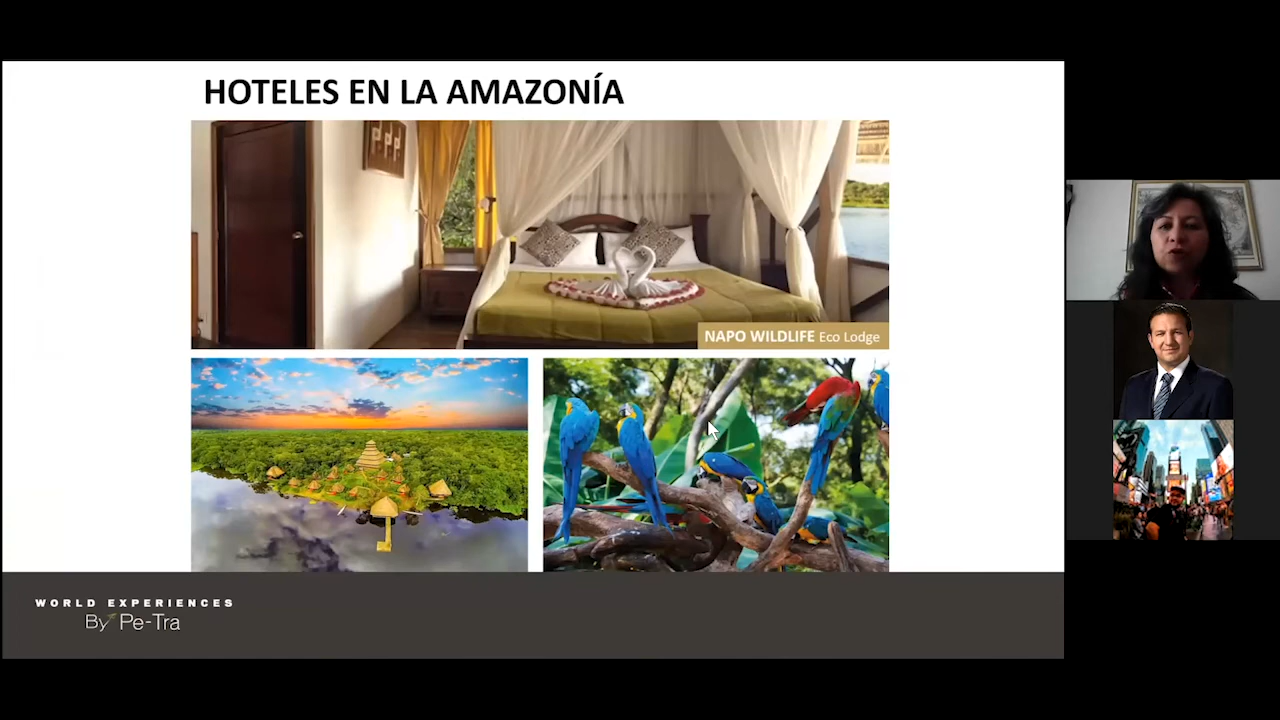 HOTELES EN LA AMAZONÍA
NAPO WILDLIFE Eco Lodge
WORLD EXPERIENCES
By Pe-Tra